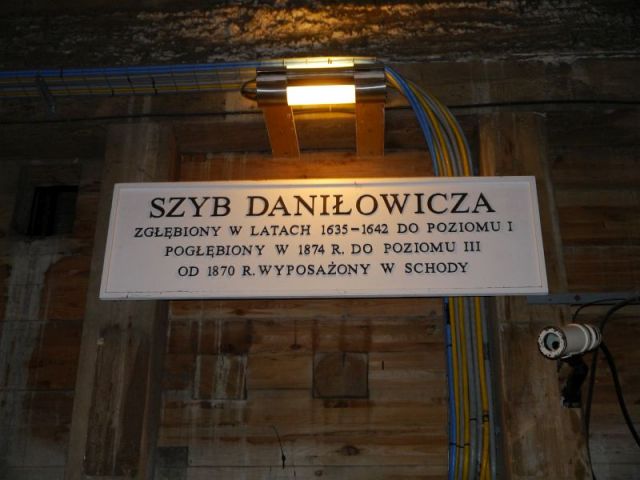 SZYB DANIŁOWICZA
ZGŁĘBIONY W LATACH 1635-1642 DO POZIOMU I
POGŁĘBIONY W 1874 R. DO POZIOMU III
OD 1870 R. WYPOSAŻONY W SCHODY